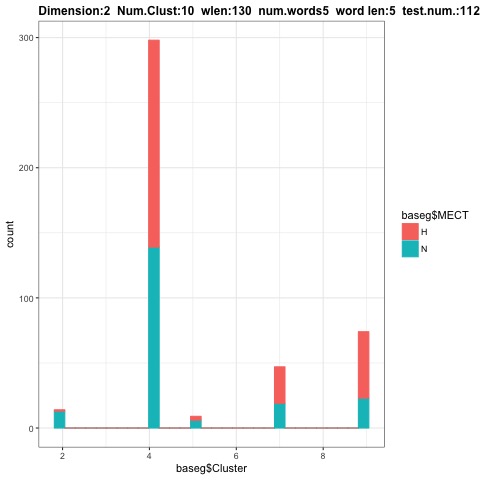 Dimension:2  Num.Clust:10  wlen:130  num.words5  word len:5  test.num.:112
300
200
100
0
count
2 4 6 8
baseg$Cluster
baseg$MECT
H
N